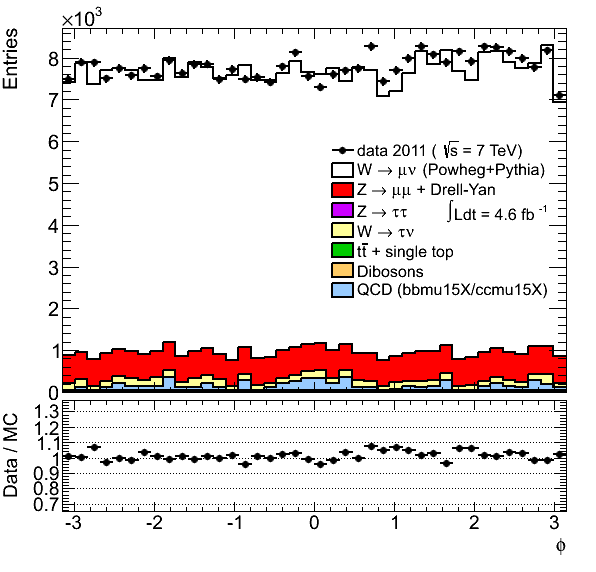 ×10³
Entries
8
7
6
5
4
3
2
1
0
data 2011 ( √s = 7 TeV)
W → μν (Powheg+Pythia)
Z → μμ + Drell-Yan
Z → ττ
∫Ldt = 4.6 fb⁻¹
W → τν
tt̄ + single top
Dibosons
QCD (bbmu15X/ccmu15X)
Data / MC
1.3
1.2
1.1
1
0.9
0.8
0.7
-3 -2 -1 0 1 2 3
ϕ